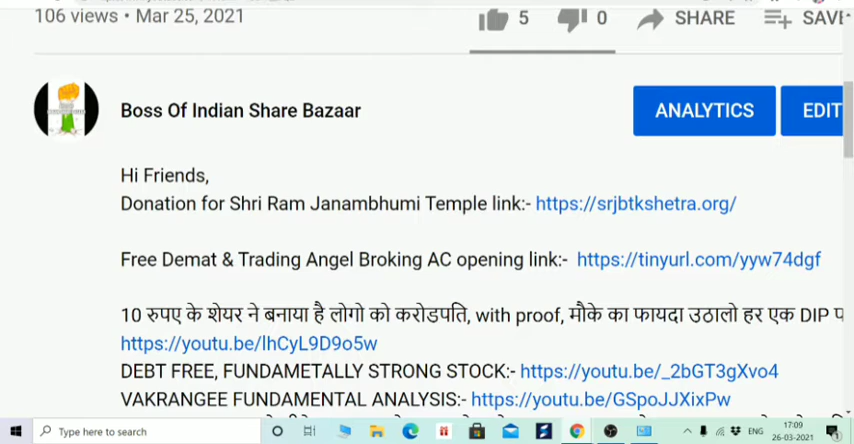 106 views • Mar 25, 2021
5
0
SHARE
SAVE
Boss Of Indian Share Bazaar
ANALYTICS
EDIT
Hi Friends,
Donation for Shri Ram Janambhumi Temple link:- https://srjbtkshetra.org/
Free Demat & Trading Angel Broking AC opening link:- https://tinyurl.com/yyw74dgf
10 रुपए के शेयर ने बनाया है लोगो को करोडपति, with proof, मौके का फायदा उठालो हर एक DIP प
https://youtu.be/lhCyL9D9o5w
DEBT FREE, FUNDAMETALLY STRONG STOCK:- https://youtu.be/_2bGT3gXvo4
VAKRANGEE FUNDAMENTAL ANALYSIS:- https://youtu.be/GSpoJJXixPw
Type here to search
ENG
17:09
26-03-2021